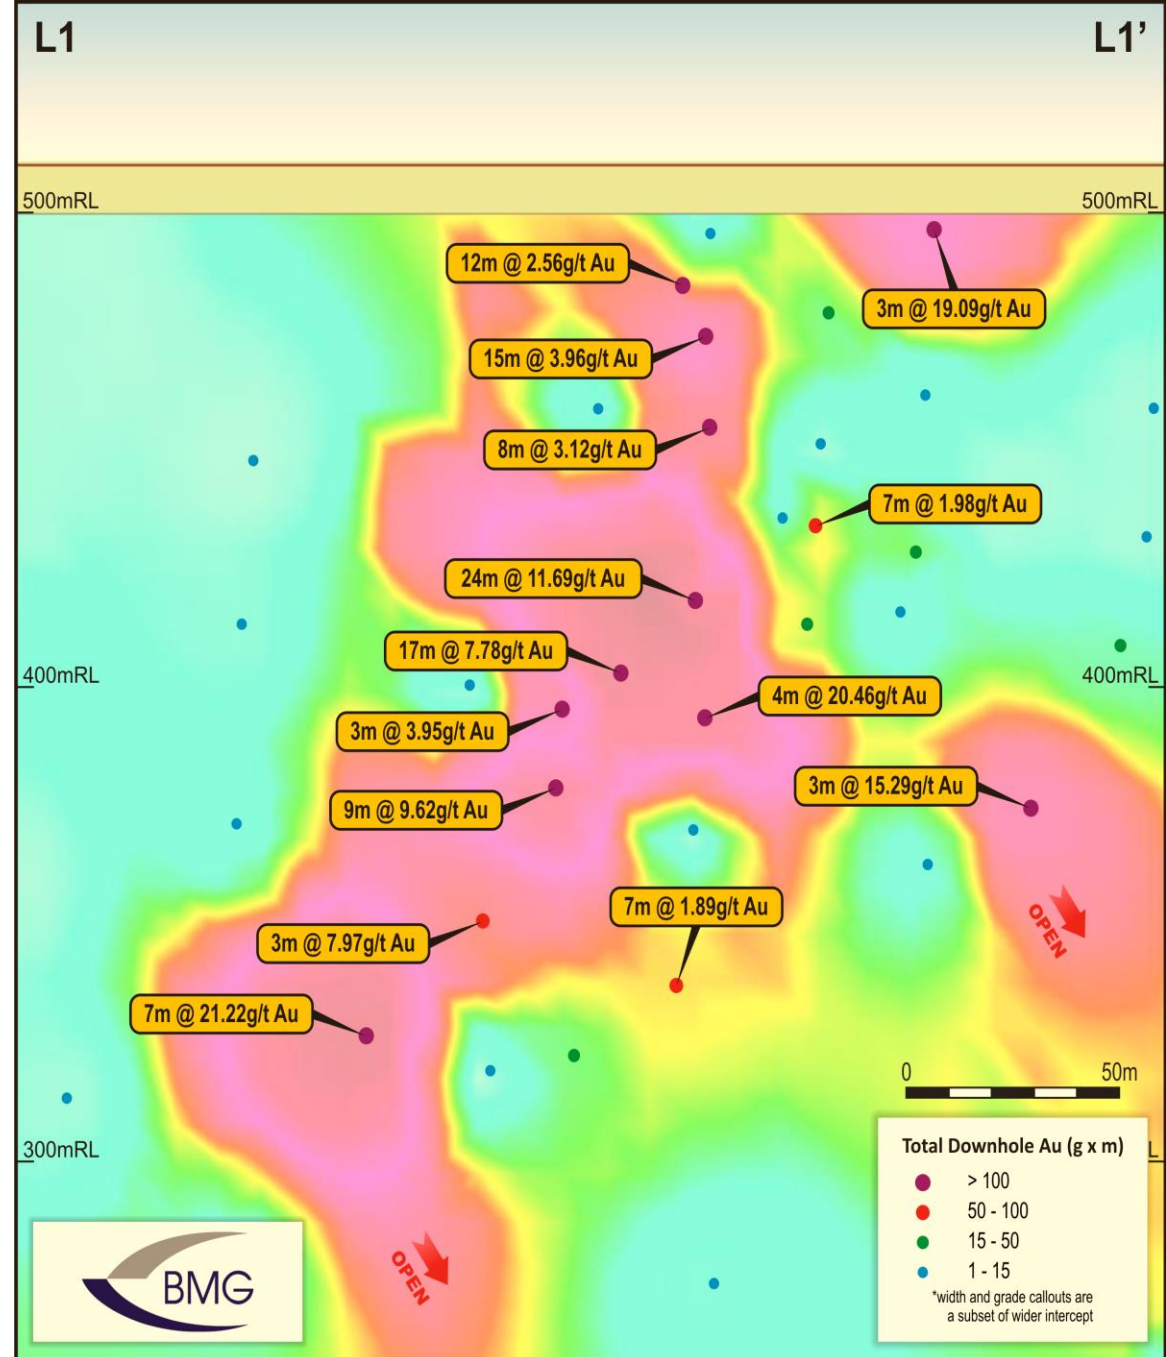 L1
L1’
500mRL
500mRL
12m @ 2.56g/t Au
3m @ 19.09g/t Au
15m @ 3.96g/t Au
8m @ 3.12g/t Au
7m @ 1.98g/t Au
24m @ 11.69g/t Au
17m @ 7.78g/t Au
400mRL
400mRL
4m @ 20.46g/t Au
3m @ 3.95g/t Au
3m @ 15.29g/t Au
9m @ 9.62g/t Au
7m @ 1.89g/t Au
OPEN
3m @ 7.97g/t Au
7m @ 21.22g/t Au
0
50m
300mRL
L
Total Downhole Au (g x m)
> 100
50 - 100
15 - 50
1 - 15
*width and grade callouts are
a subset of wider intercept
OPEN
BMG